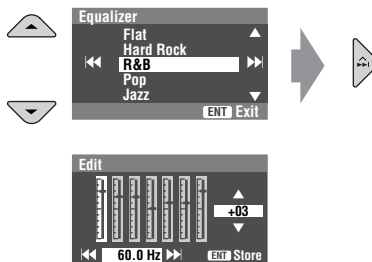 Equalizer
Flat
Hard Rock
R&B
Pop
Jazz
ENT Exit
Edit
+03
60.0 Hz
ENT Store